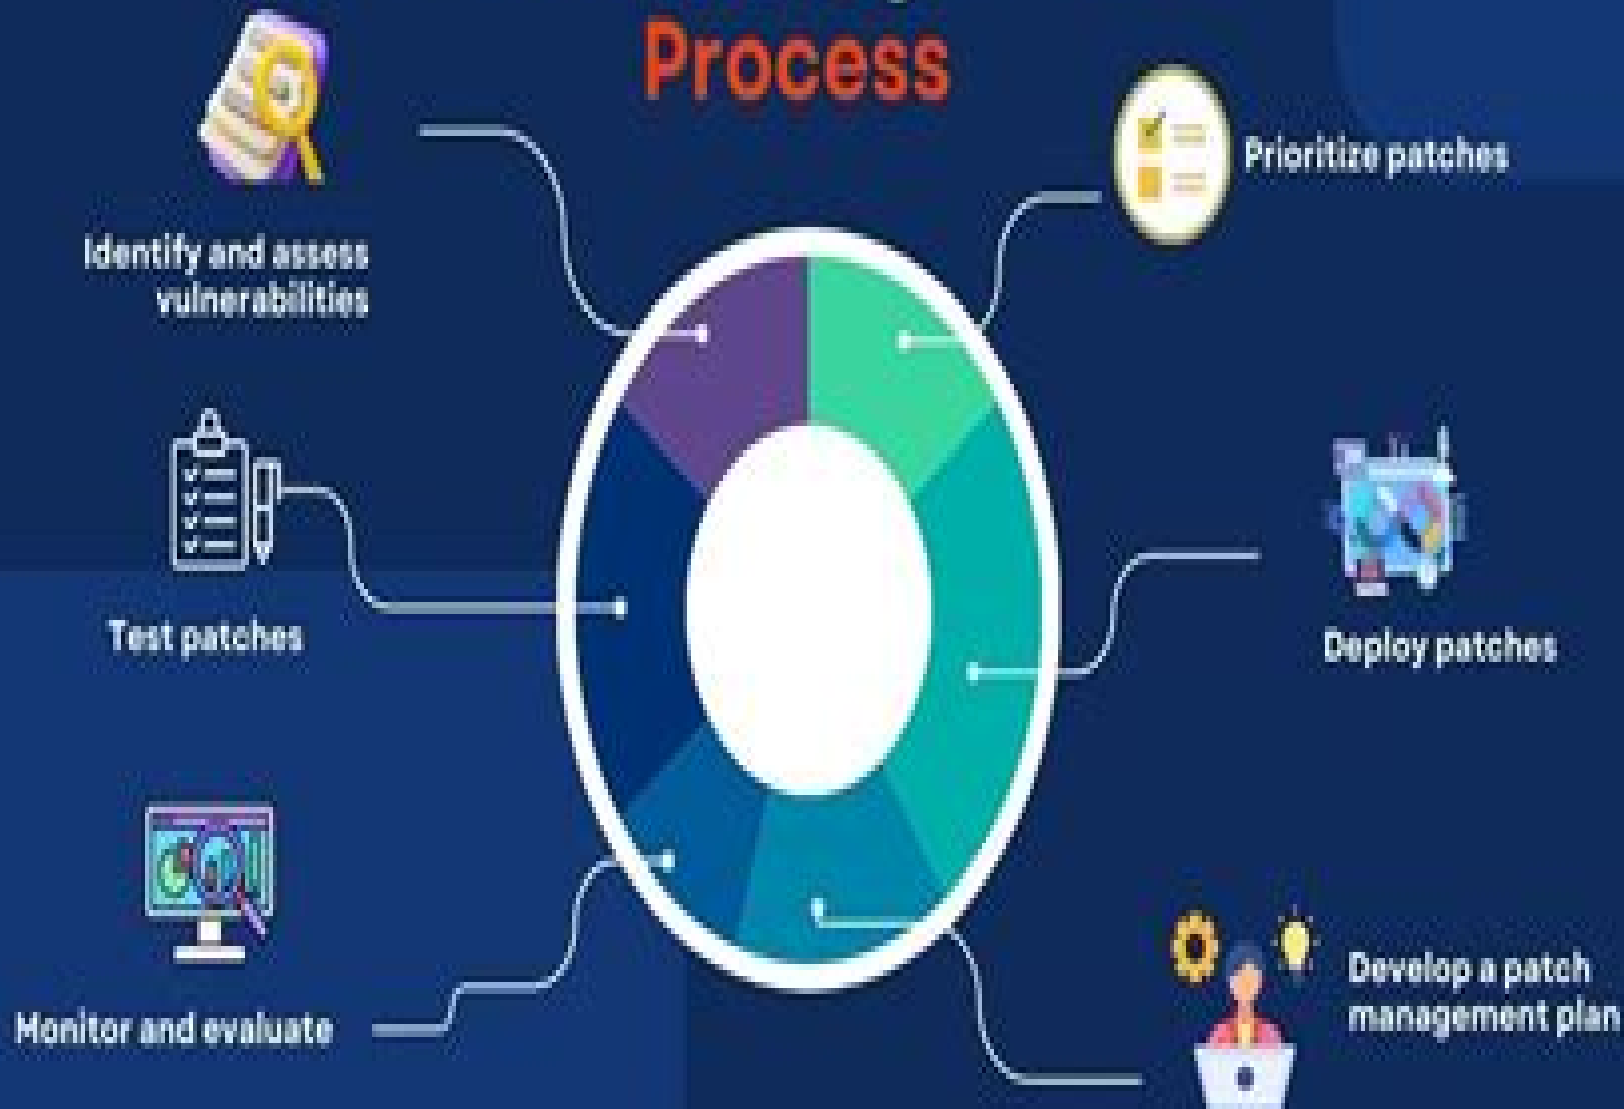 Process
Identify and assess
vulnerabilities
Prioritize patches
Test patches
Deploy patches
Monitor and evaluate
Develop a patch
management plan